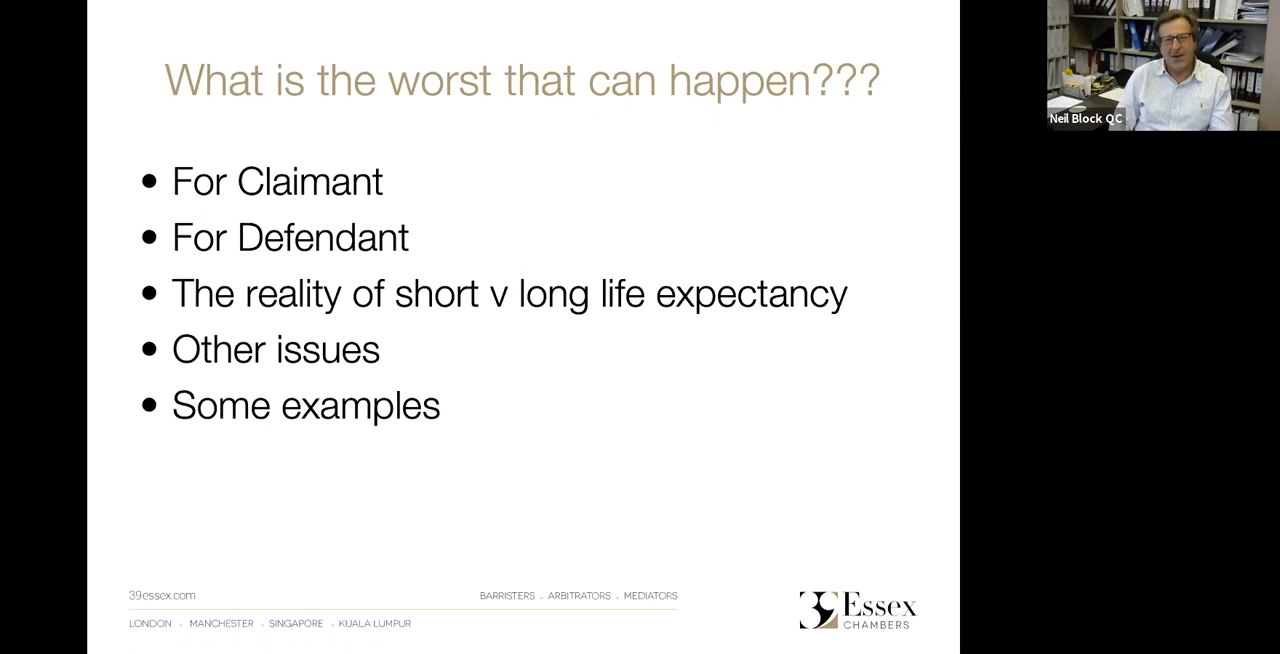 What is the worst that can happen???
• For Claimant
• For Defendant
• The reality of short v long life expectancy
• Other issues
• Some examples
39essex.com
BARRISTERS . ARBITRATORS . MEDIATORS
LONDON . MANCHESTER . SINGAPORE . KUALA LUMPUR
39 Essex
CHAMBERS
Neil Block QC